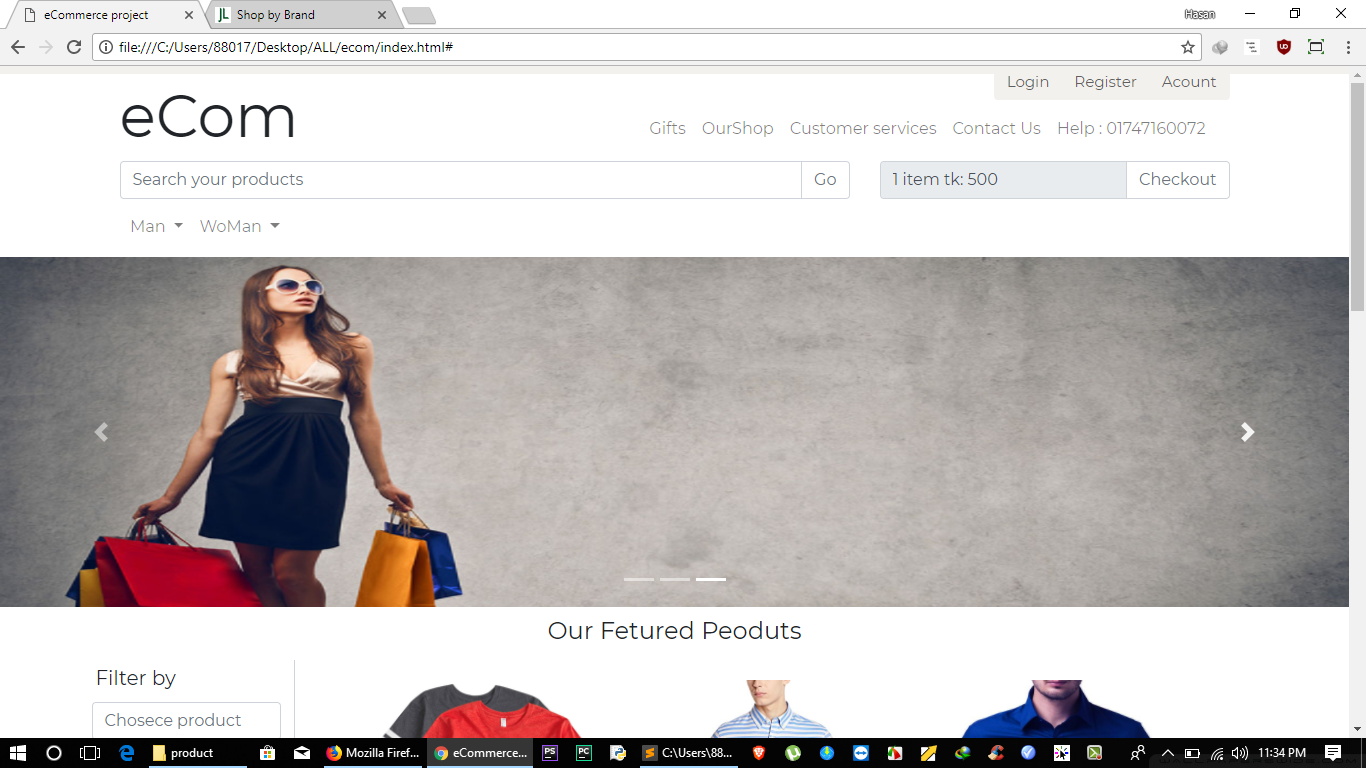 eCommerce project
Shop by Brand
Hasan
file:///C:/Users/88017/Desktop/ALL/ecom/index.html#
Login Register Acount
eCom
Gifts OurShop Customer services Contact Us Help : 01747160072
Search your products Go 1 item tk: 500 Checkout
Man WoMan
Our Fetured Peoduts
Filter by
Chosece product
product Mozilla Firef... eCommerce... PS PC C:\Users\88... 11:34 PM